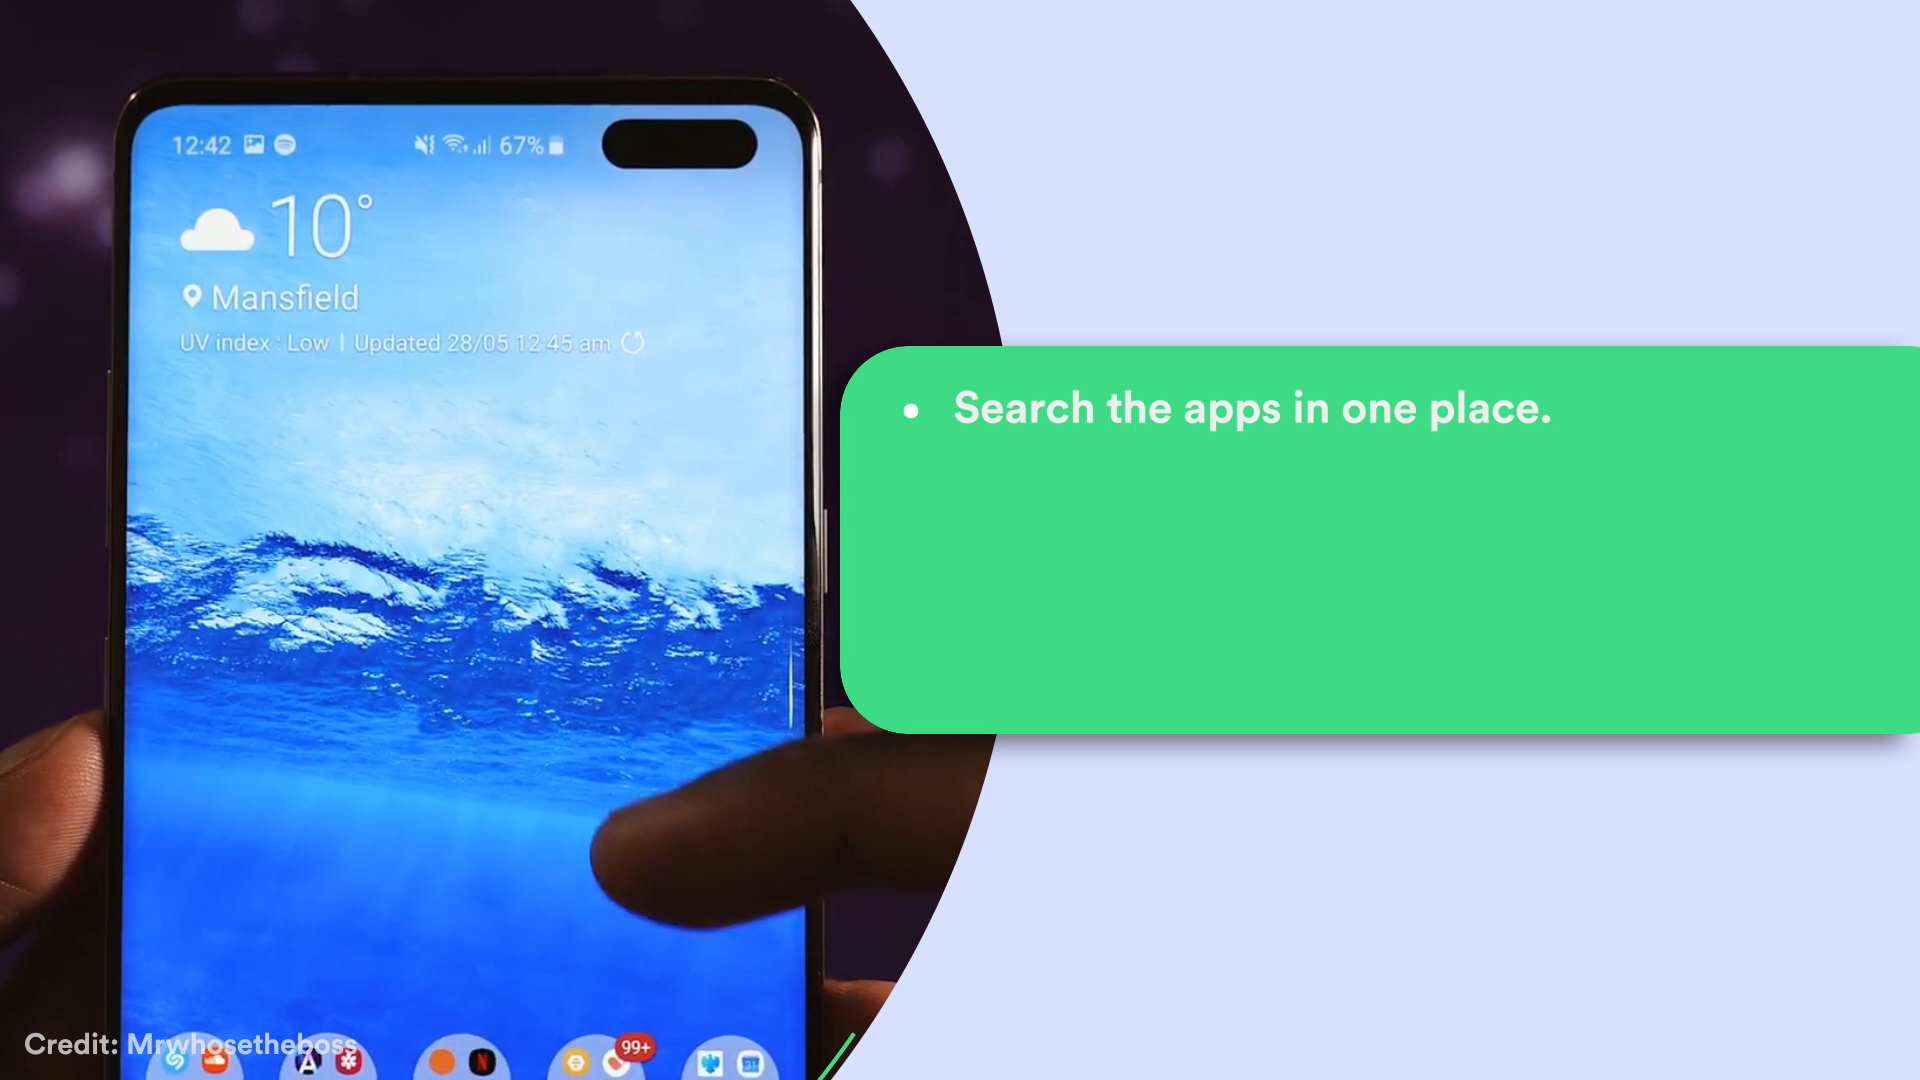 12:42
67%
10°
Mansfield
UV index : Low | Updated 28/05 12:45 am
• Search the apps in one place.
99+
31
Credit: Mrwhosetheboss